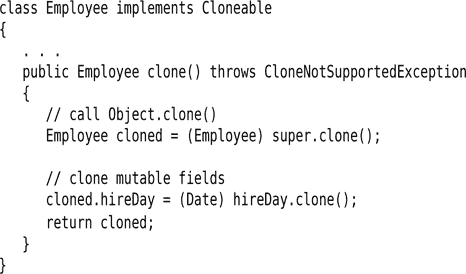 class Employee implements Cloneable
{
   . . .
   public Employee clone() throws CloneNotSupportedException
   {
      // call Object.clone()
      Employee cloned = (Employee) super.clone();

      // clone mutable fields
      cloned.hireDay = (Date) hireDay.clone();
      return cloned;
   }
}